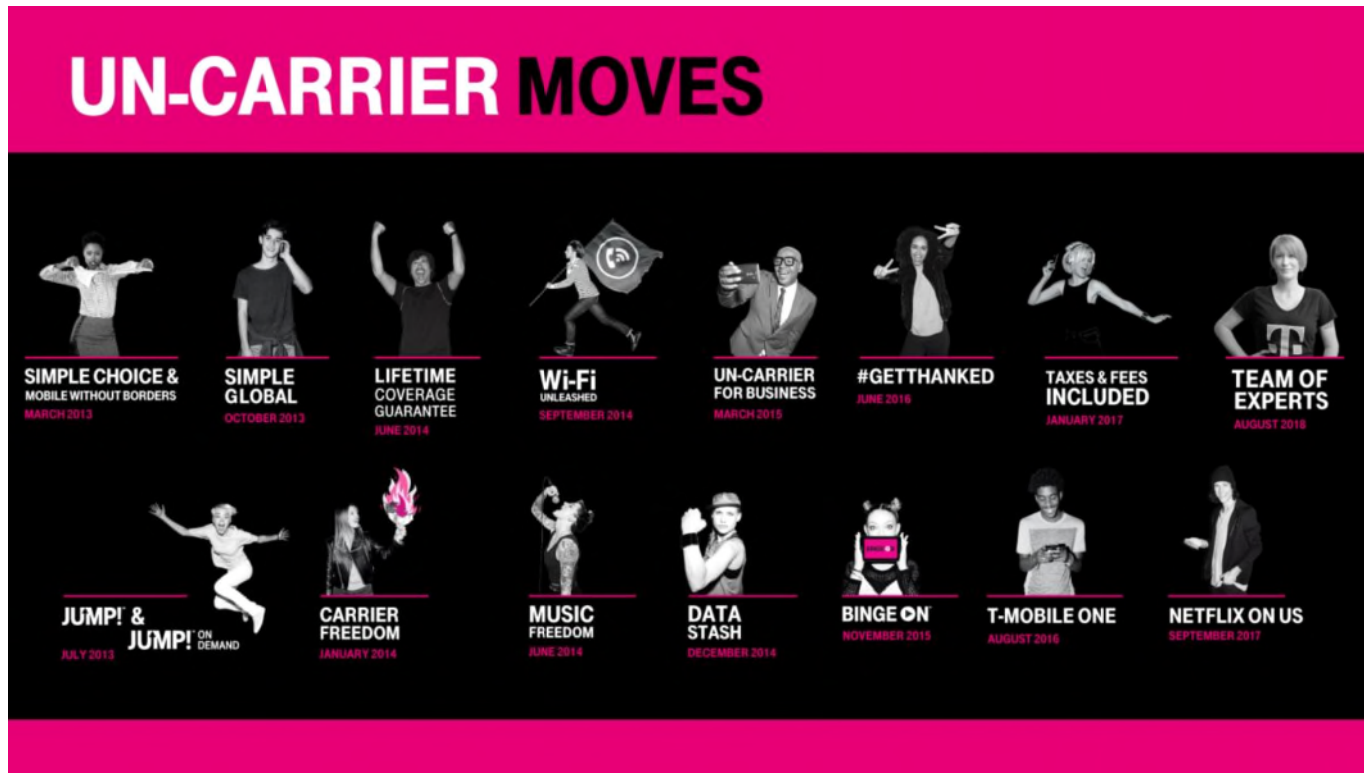 UN-CARRIER MOVES
SIMPLE CHOICE &
MOBILE WITHOUT BORDERS
MARCH 2013
SIMPLE
GLOBAL
OCTOBER 2013
LIFETIME
COVERAGE
GUARANTEE
JUNE 2014
Wi-Fi
UNLEASHED
SEPTEMBER 2014
UN-CARRIER
FOR BUSINESS
MARCH 2015
#GETTHANKED
JUNE 2016
TAXES & FEES
INCLUDED
JANUARY 2017
T
TEAM OF
EXPERTS
AUGUST 2018
JUMP! &
JUMP! ON DEMAND
JULY 2013
CARRIER
FREEDOM
JANUARY 2014
MUSIC
FREEDOM
JUNE 2014
DATA
STASH
DECEMBER 2014
BINGE ON
NOVEMBER 2015
T-MOBILE ONE
AUGUST 2016
NETFLIX ON US
SEPTEMBER 2017